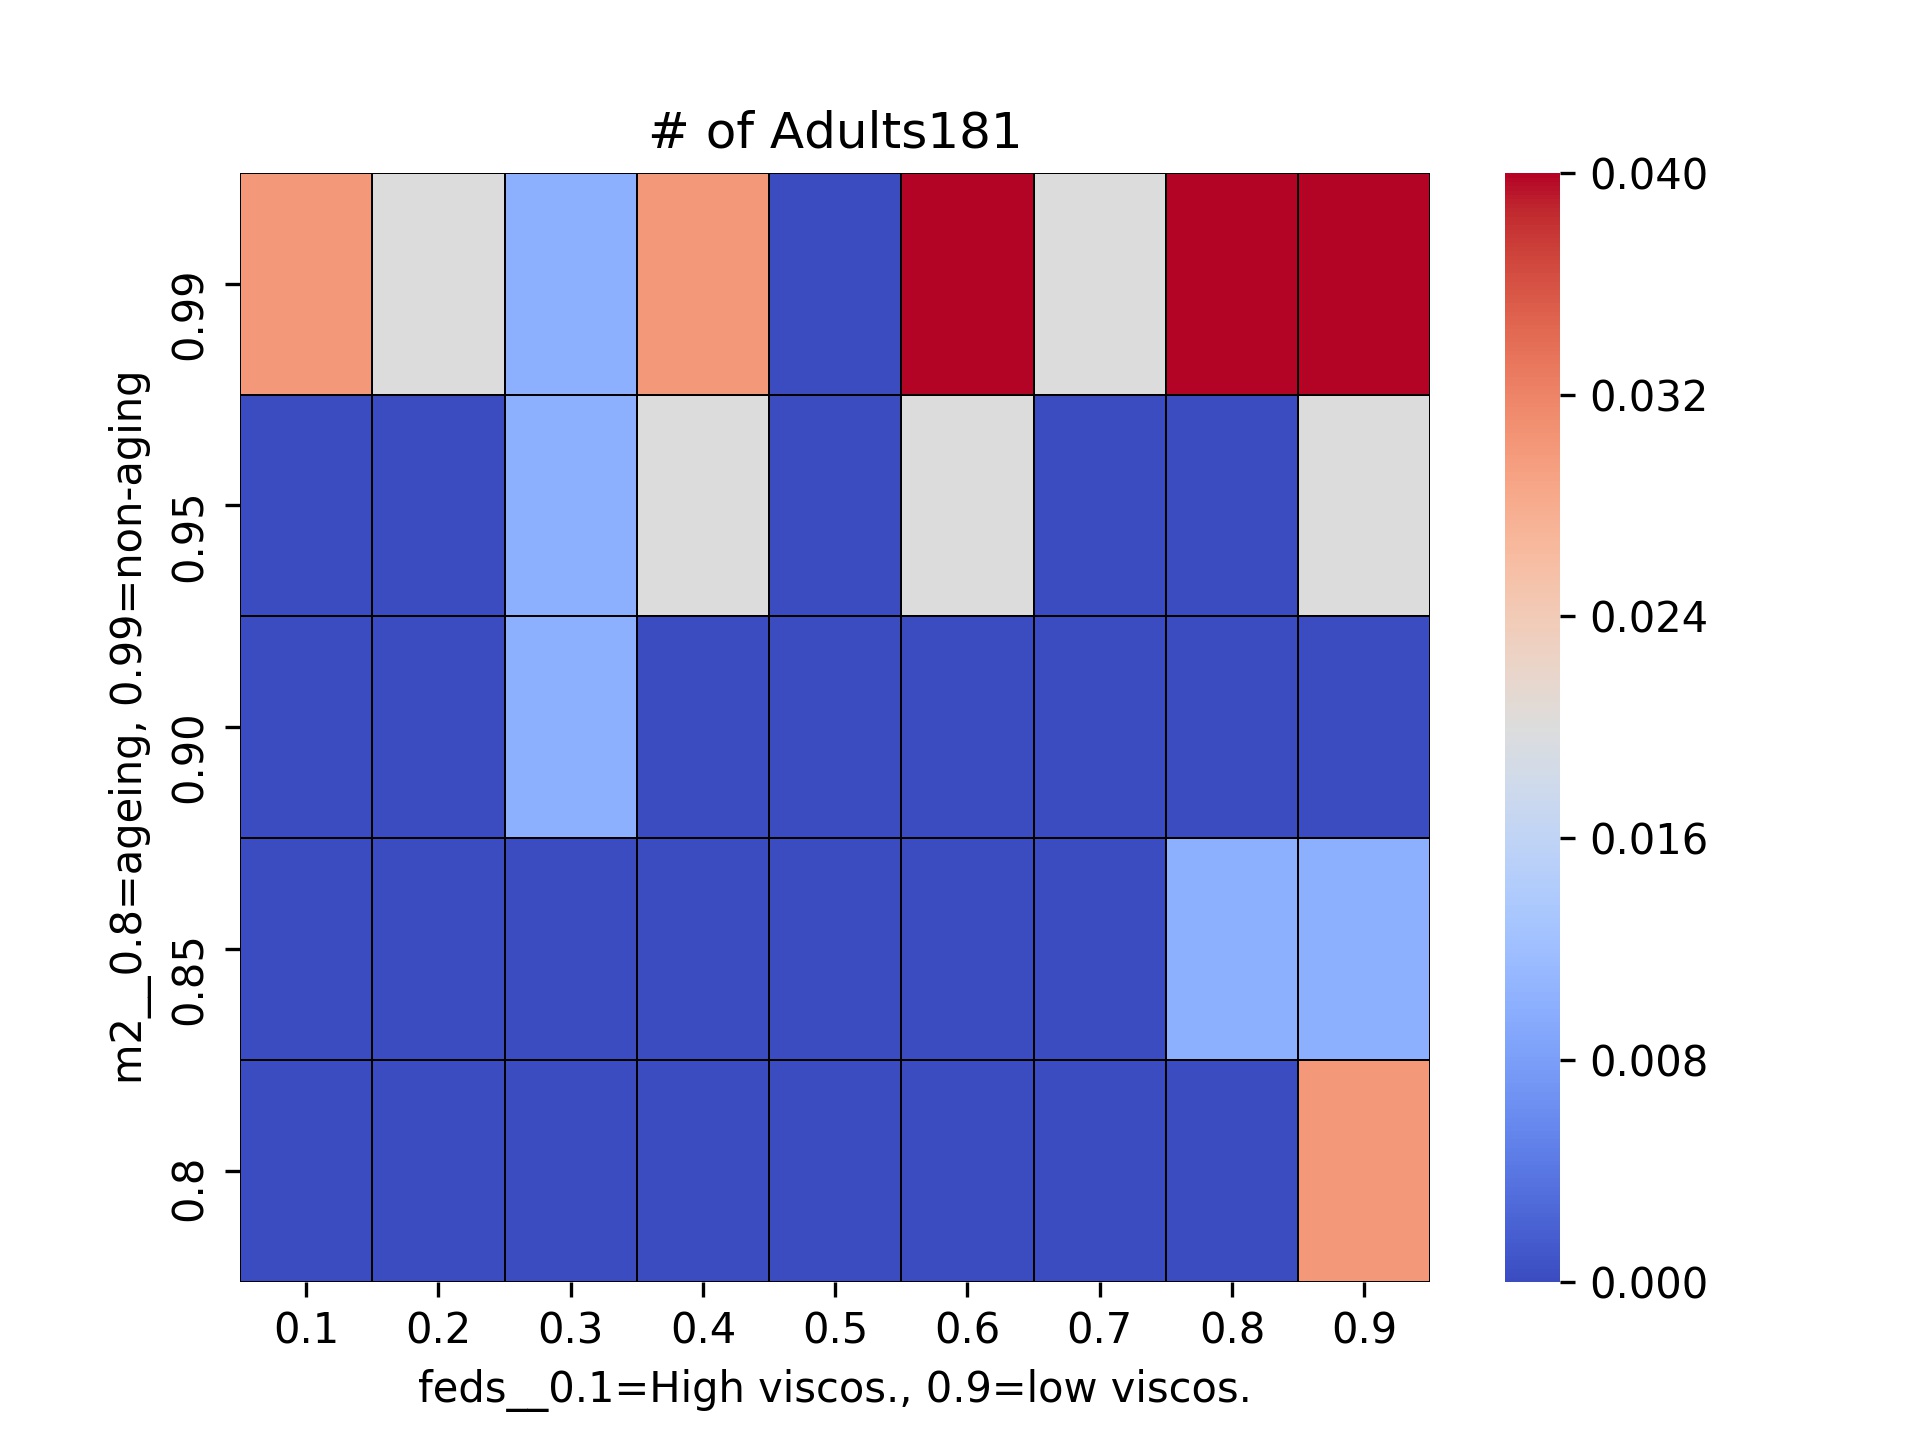 # of Adults181
m2__0.8=ageing, 0.99=non-aging
0.99
0.95
0.90
0.85
0.8
0.1 0.2 0.3 0.4 0.5 0.6 0.7 0.8 0.9
feds__0.1=High viscos., 0.9=low viscos.
0.040
0.032
0.024
0.016
0.008
0.000